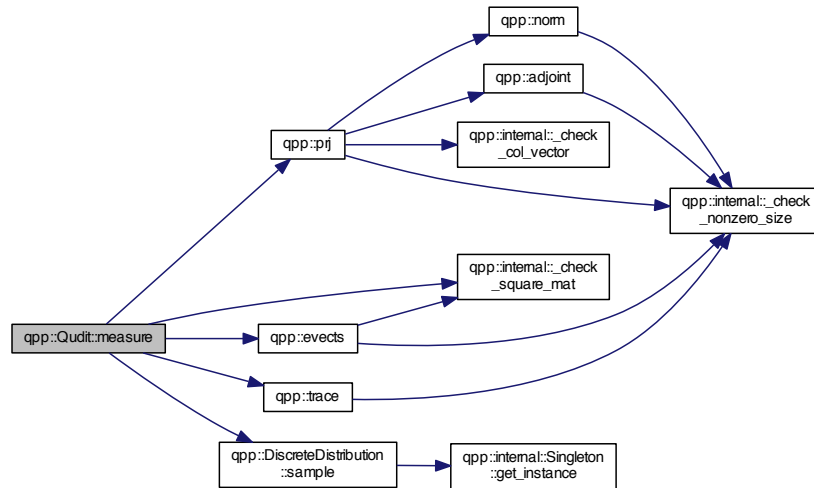 qpp::norm
qpp::adjoint
qpp::prj
qpp::internal::_check
_col_vector
qpp::internal::_check
_nonzero_size
qpp::internal::_check
_square_mat
qpp::Qudit::measure
qpp::evects
qpp::trace
qpp::DiscreteDistribution
::sample
qpp::internal::Singleton
::get_instance